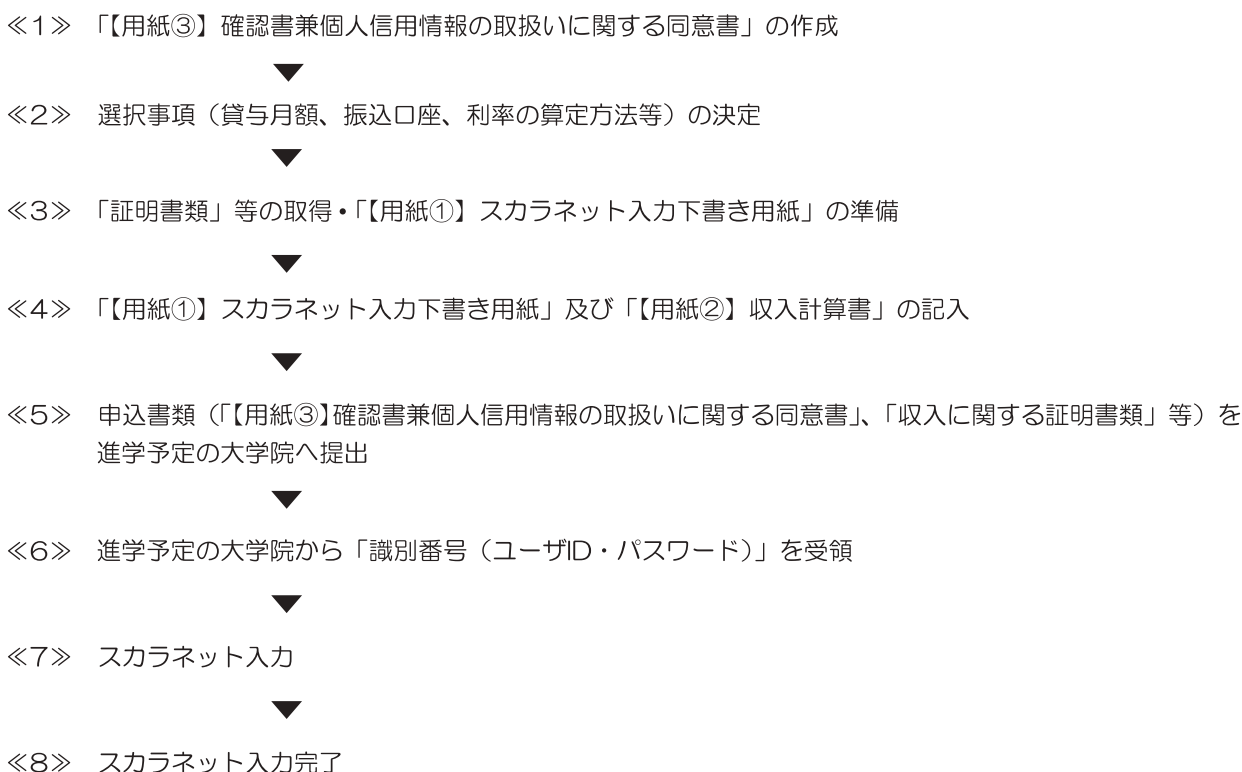 ≪1≫ 「【用紙③】確認書兼個人信用情報の取扱いに関する同意書」の作成
▼
≪2≫ 選択事項（貸与月額、振込口座、利率の算定方法等）の決定
▼
≪3≫ 「証明書類」等の取得・「【用紙①】スカラネット入力下書き用紙」の準備
▼
≪4≫ 「【用紙①】スカラネット入力下書き用紙」及び「【用紙②】収入計算書」の記入
▼
≪5≫ 申込書類（「【用紙③】確認書兼個人信用情報の取扱いに関する同意書」、「収入に関する証明書類」等）を
進学予定の大学院へ提出
▼
≪6≫ 進学予定の大学院から「識別番号（ユーザID・パスワード）」を受領
▼
≪7≫ スカラネット入力
▼
≪8≫ スカラネット入力完了